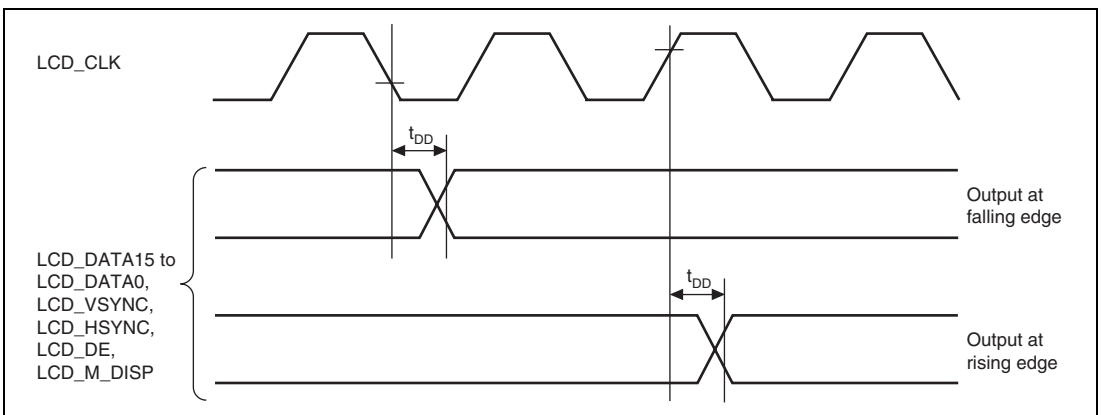 LCD_CLK
tDD
Output at
falling edge
LCD_DATA15 to
LCD_DATA0,
LCD_VSYNC,
LCD_HSYNC,
LCD_DE,
LCD_M_DISP
tDD
Output at
rising edge